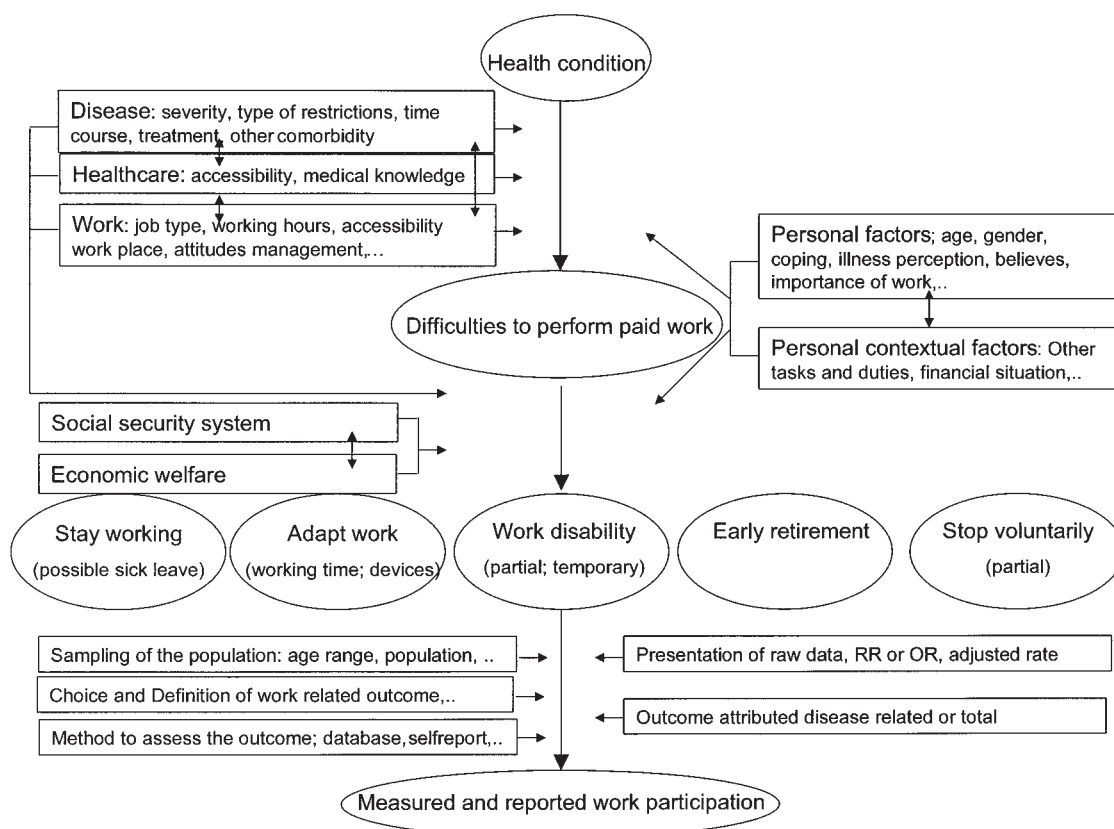 Health condition
Disease: severity, type of restrictions, time
course, treatment, other comorbidity
Healthcare: accessibility, medical knowledge
Work: job type, working hours, accessibility
work place, attitudes management,...
Personal factors; age, gender,
coping, illness perception, believes,
importance of work,..
Difficulties to perform paid work
Personal contextual factors: Other
tasks and duties, financial situation,..
Social security system
Economic welfare
Stay working
(possible sick leave)
Adapt work
(working time; devices)
Work disability
(partial; temporary)
Early retirement
Stop voluntarily
(partial)
Sampling of the population: age range, population, ..
Choice and Definition of work related outcome,..
Method to assess the outcome; database,selfreport,..
Presentation of raw data, RR or OR, adjusted rate
Outcome attributed disease related or total
Measured and reported work participation